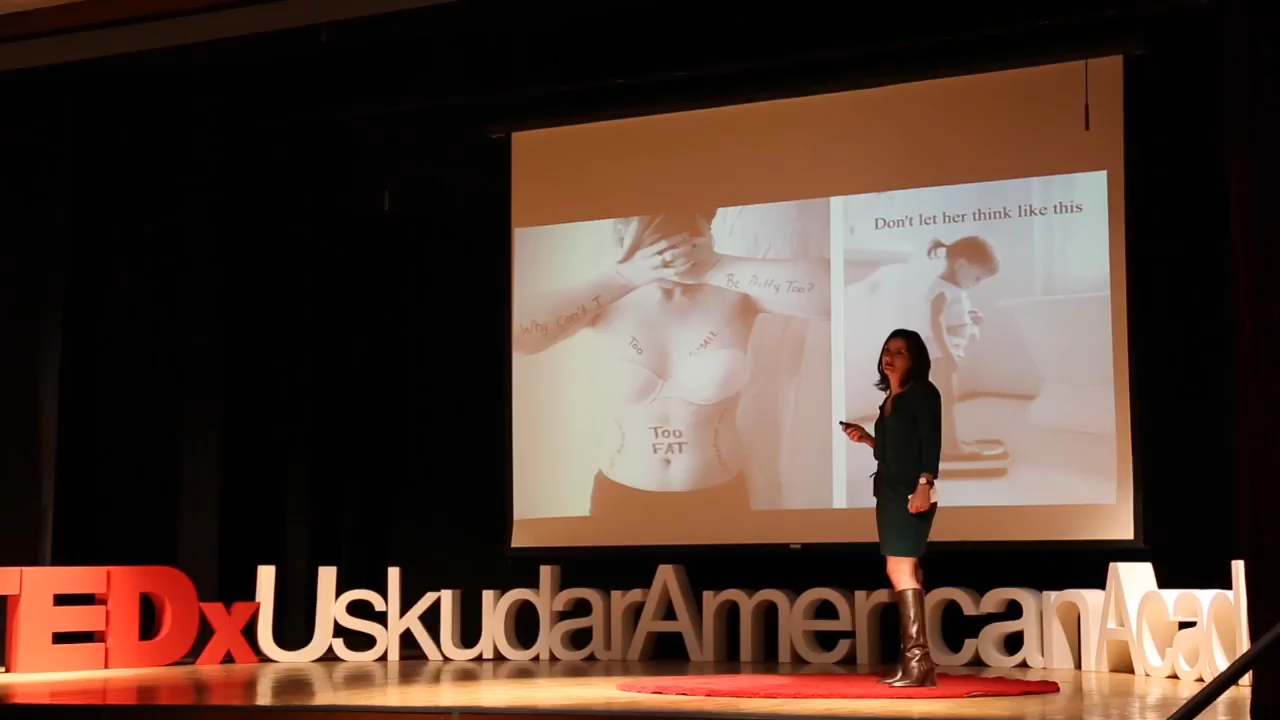 Don't let her think like this
Why Can't I
Be Pretty Too?
Too
SMALL
Too
FAT
TEDxUskudarAmericanAcad